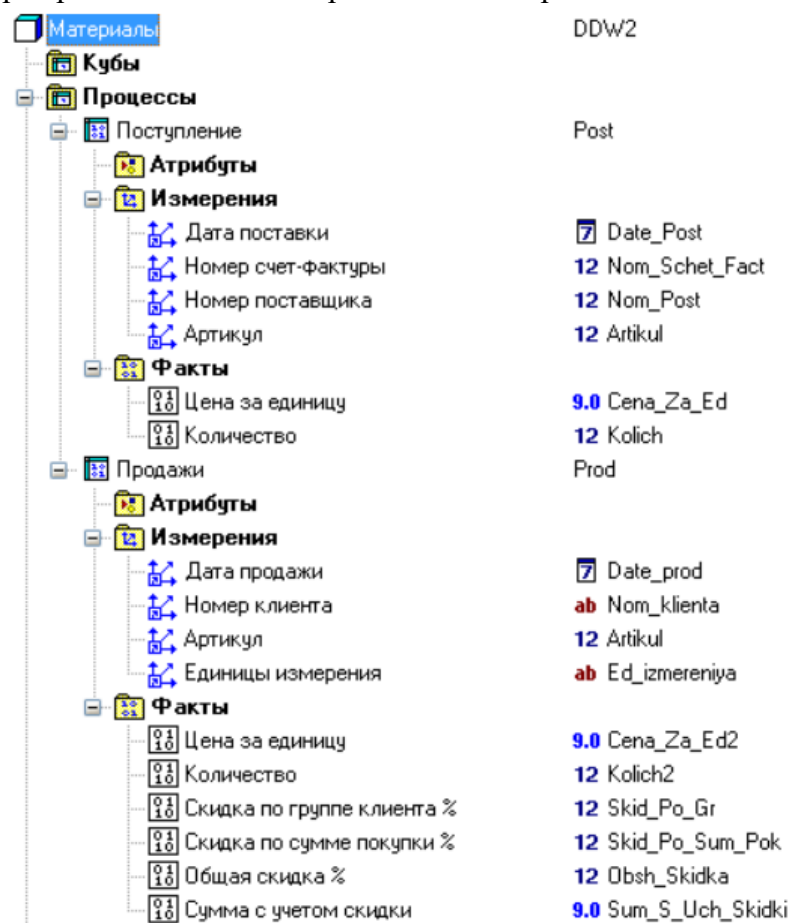 Материалы DDW2
Кубы
Процессы
Поступление Post
Атрибуты
Измерения
Дата поставки 7 Date_Post
Номер счет-фактуры 12 Nom_Schet_Fact
Номер поставщика 12 Nom_Post
Артикул 12 Artikul
Факты
Цена за единицу 9.0 Cena_Za_Ed
Количество 12 Kolich
Продажи Prod
Атрибуты
Измерения
Дата продажи 7 Date_prod
Номер клиента ab Nom_klienta
Артикул 12 Artikul
Единицы измерения ab Ed_izmereniya
Факты
Цена за единицу 9.0 Cena_Za_Ed2
Количество 12 Kolich2
Скидка по группе клиента % 12 Skid_Po_Gr
Скидка по сумме покупки % 12 Skid_Po_Sum_Pok
Общая скидка % 12 Obsh_Skidka
Сумма с учетом скидки 9.0 Sum_S_Uch_Skidki